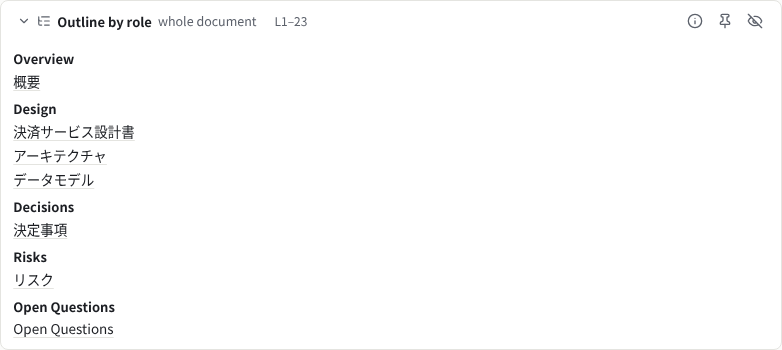 Outline by role whole document L1–23
Overview
概要
Design
決済サービス設計書
アーキテクチャ
データモデル
Decisions
決定事項
Risks
リスク
Open Questions
Open Questions